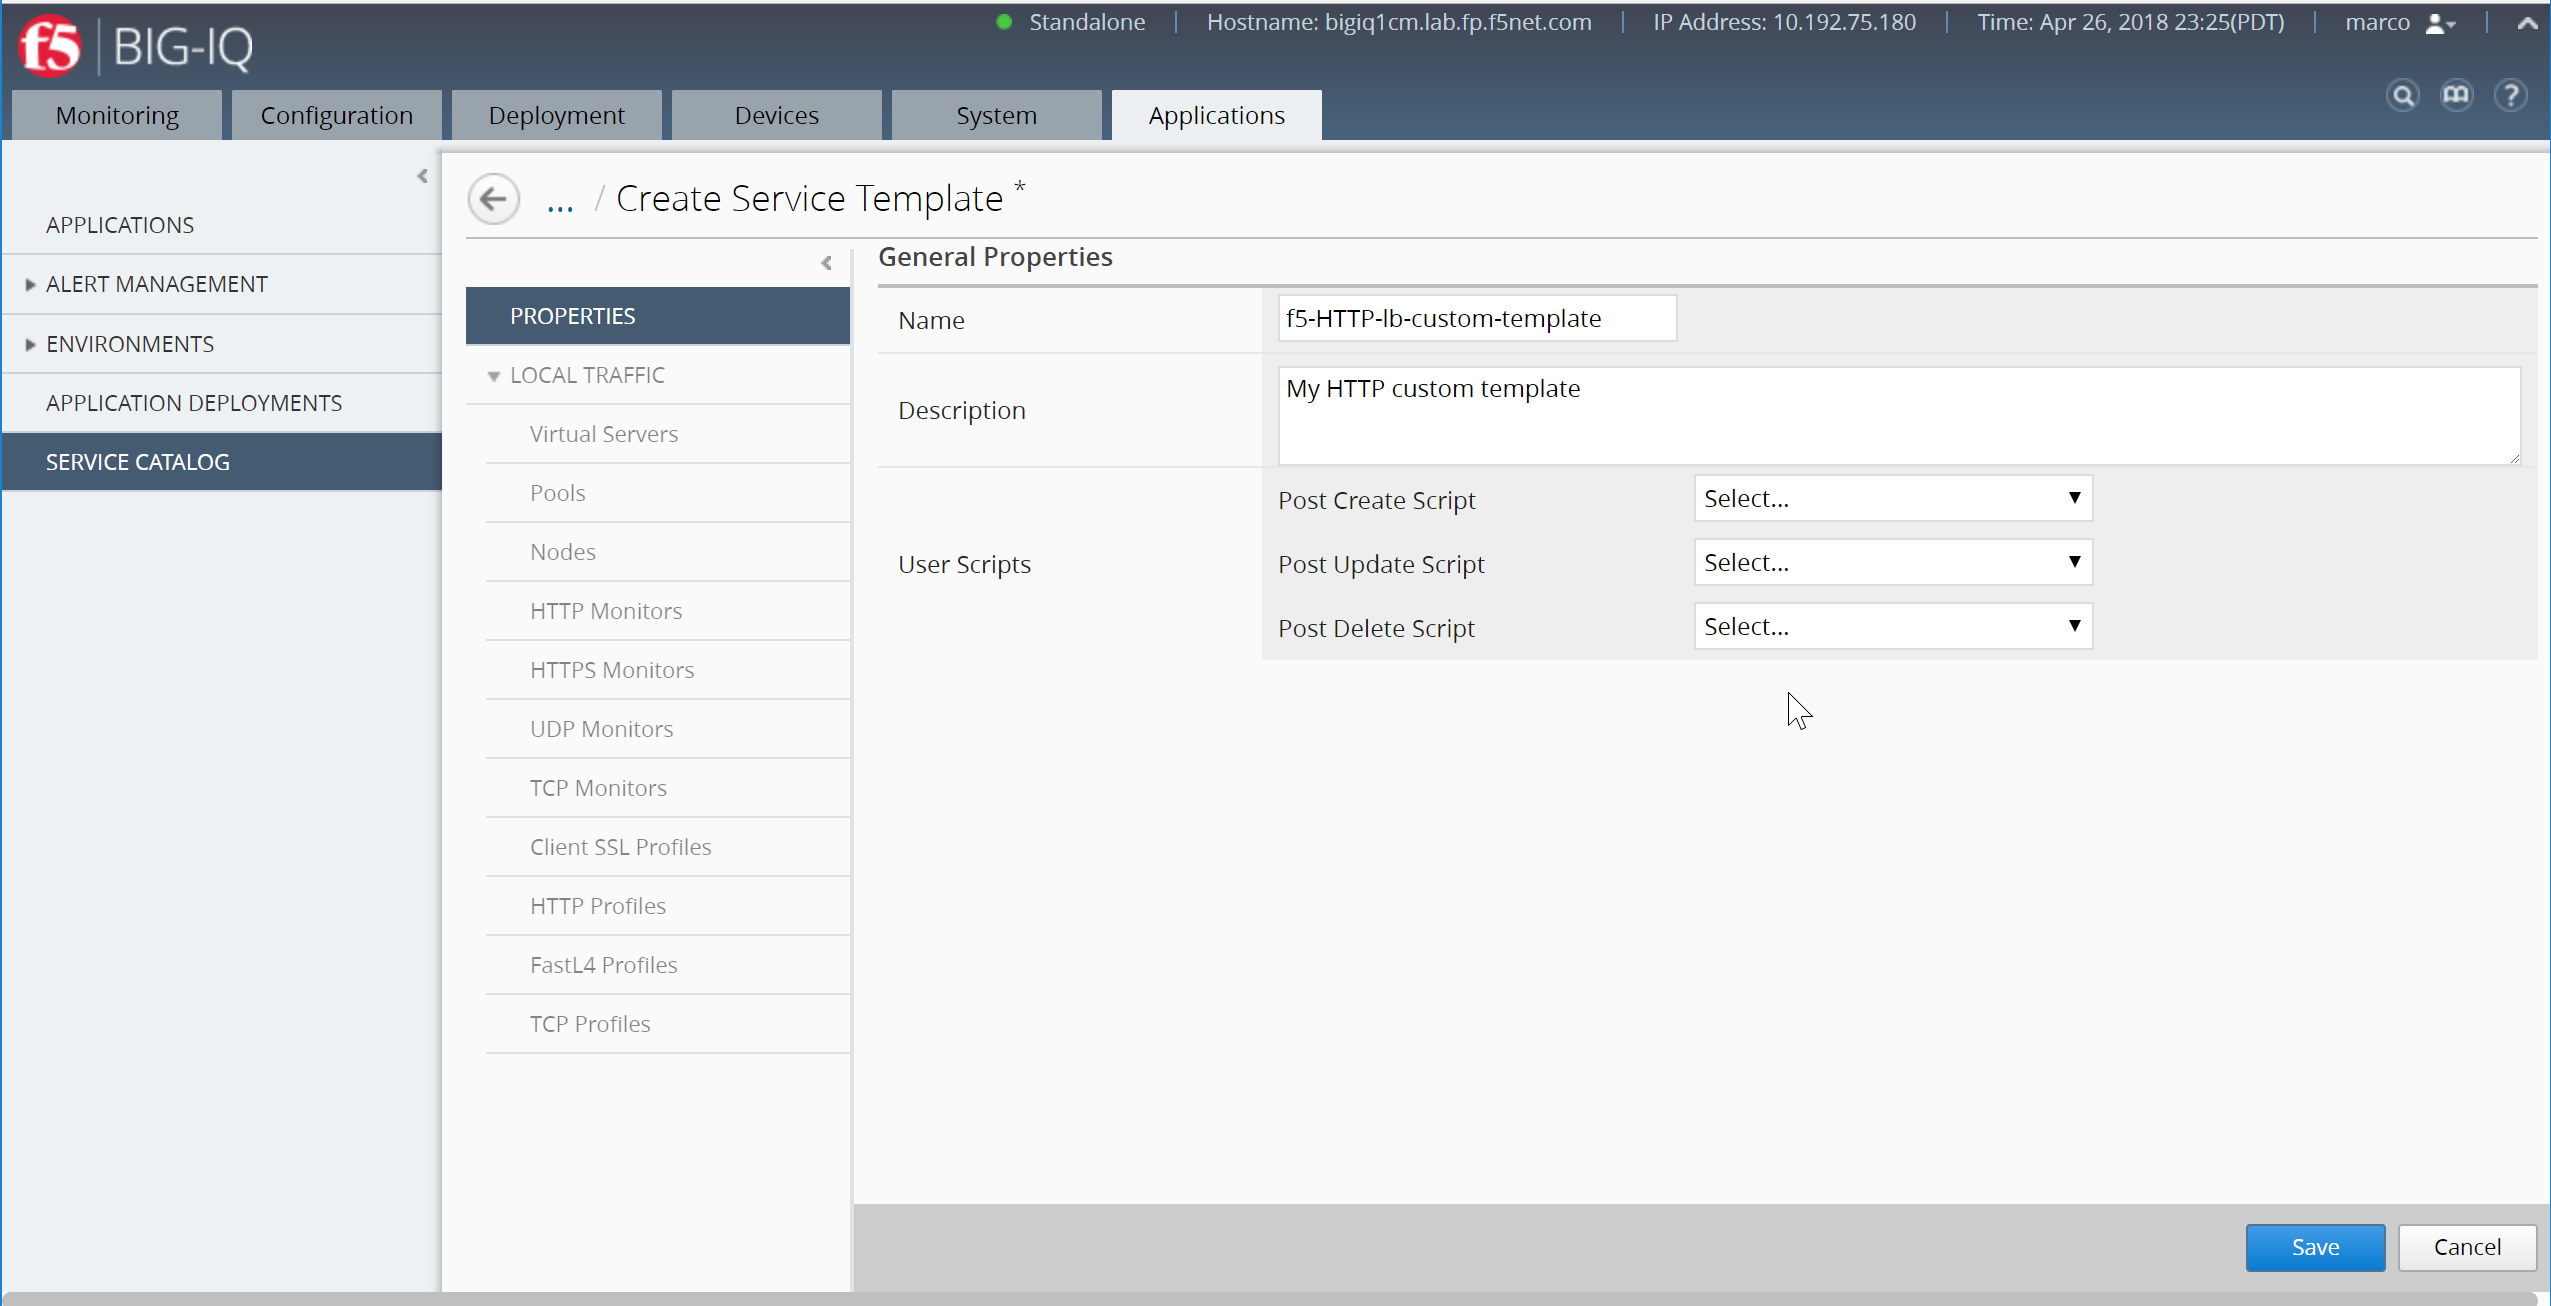 Standalone | Hostname: bigiq1cm.lab.fp.f5net.com | IP Address: 10.192.75.180 | Time: Apr 26, 2018 23:25(PDT) | marco
f5 BIG-IQ
Monitoring Configuration Deployment Devices System Applications
... / Create Service Template *
APPLICATIONS
ALERT MANAGEMENT
ENVIRONMENTS
APPLICATION DEPLOYMENTS
SERVICE CATALOG
PROPERTIES
LOCAL TRAFFIC
Virtual Servers
Pools
Nodes
HTTP Monitors
HTTPS Monitors
UDP Monitors
TCP Monitors
Client SSL Profiles
HTTP Profiles
FastL4 Profiles
TCP Profiles
General Properties
Name f5-HTTP-lb-custom-template
Description My HTTP custom template
User Scripts
Post Create Script Select...
Post Update Script Select...
Post Delete Script Select...
Save Cancel